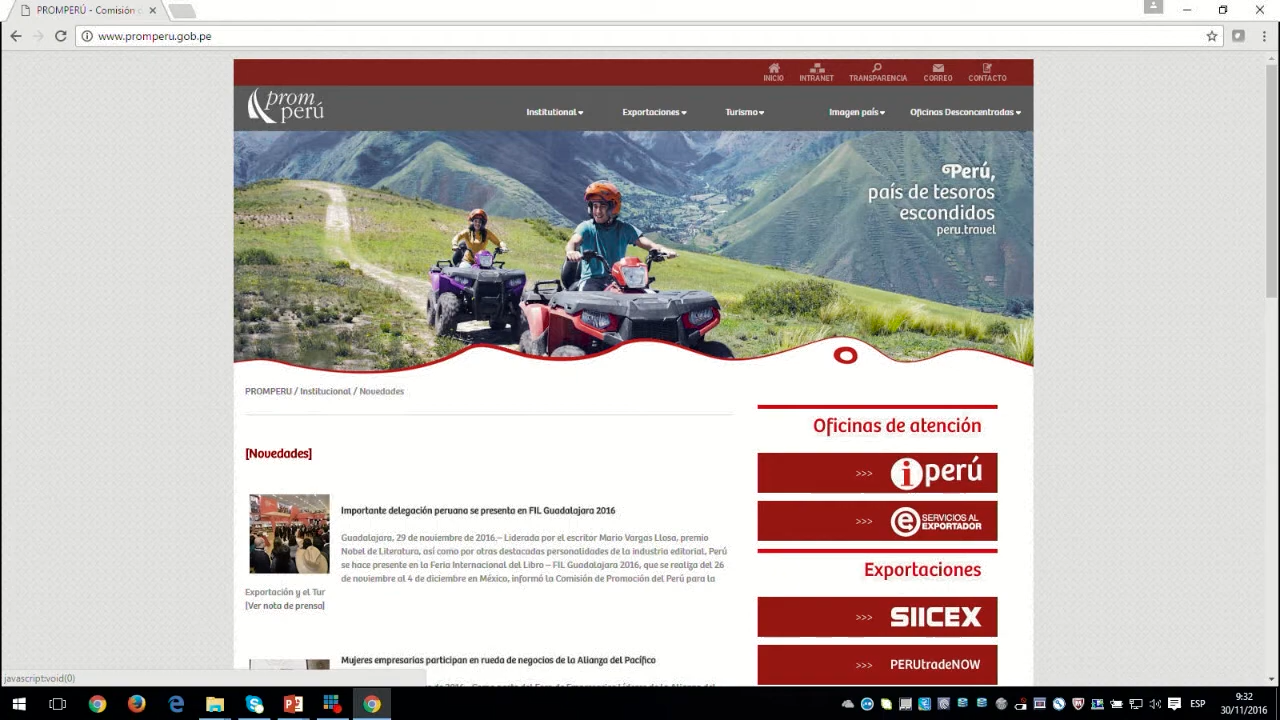 PROMPERÚ - Comisión
www.promperu.gob.pe
INICIO INTRANET TRANSPARENCIA CORREO CONTACTO
prom
perú
Institutional Exportaciones Turismo Imagen país Oficinas Desconcentradas
Perú,
país de tesoros
escondidos
peru.travel
PROMPERU / Institucional / Novedades
[Novedades]
Importante delegación peruana se presenta en FIL Guadalajara 2016
Guadalajara, 29 de noviembre de 2016.– Liderada por el escritor Mario Vargas Llosa, premio
Nobel de Literatura, así como por otras destacadas personalidades de la industria editorial, Perú
se hace presente en la Feria Internacional del Libro – FIL Guadalajara 2016, que se realiza del 26
de noviembre al 4 de diciembre en México, informó la Comisión de Promoción del Perú para la
Exportación y el Tur
[Ver nota de prensa]
Mujeres empresarias participan en rueda de negocios de la Alianza del Pacífico
Oficinas de atención
>>> iperú
>>> e SERVICIOS AL
EXPORTADOR
Exportaciones
>>> SIICEX
>>> PERUtradeNOW
javascript:void(0)
ESP
9:32
30/11/2016